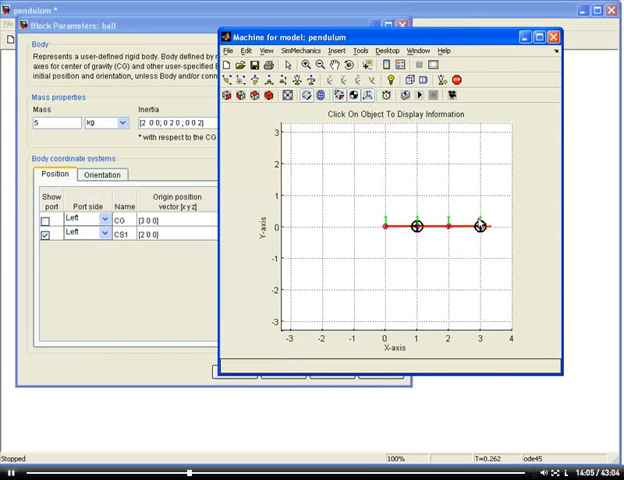 pendulum *
Block Parameters: ball
Machine for model: pendulum
File Edit View SimMechanics Insert Tools Desktop Window Help
Body
Represents a user-defined rigid body. Body defined by
axes for center of gravity (CG) and other user-specified
initial position and orientation, unless Body and/or
Mass properties
Mass
Inertia
5
kg
[2 0 0; 0 2 0 ; 0 0 2]
* with respect to the CG
Body coordinate systems
Position
Orientation
Show port
Port side
Name
Origin position vector [x y z]
Left
CG
[3 0 0]
Left
CS1
[2 0 0]
Click On Object To Display Information
3
2
1
0
-1
-2
-3
Y-axis
-3 -2 -1 0 1 2 3 4
X-axis
Stopped
100%
T=0.262
ode45
14:05 / 43:04